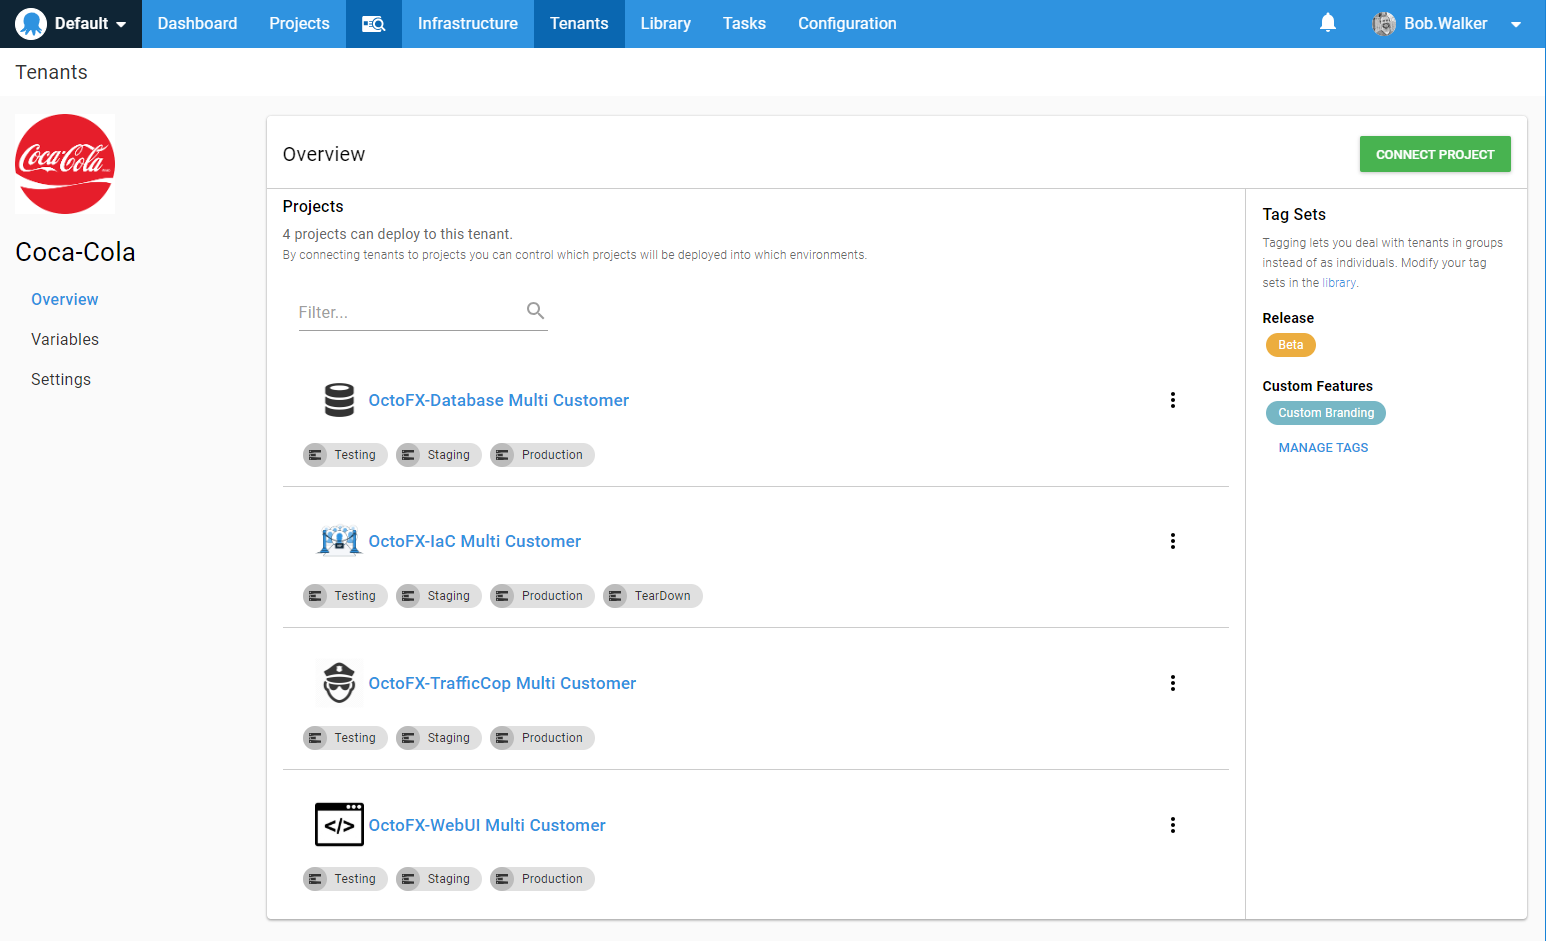 Default Dashboard Projects Infrastructure Tenants Library Tasks Configuration Bob.Walker
Tenants
Coca-Cola
Coca-Cola
Overview
Variables
Settings
Overview
CONNECT PROJECT
Projects
4 projects can deploy to this tenant.
By connecting tenants to projects you can control which projects will be deployed into which environments.
Filter...
OctoFX-Database Multi Customer
Testing Staging Production
OctoFX-IaC Multi Customer
Testing Staging Production TearDown
OctoFX-TrafficCop Multi Customer
Testing Staging Production
</>
OctoFX-WebUI Multi Customer
Testing Staging Production
Tag Sets
Tagging lets you deal with tenants in groups
instead of as individuals. Modify your tag
sets in the library.
Release
Beta
Custom Features
Custom Branding
MANAGE TAGS